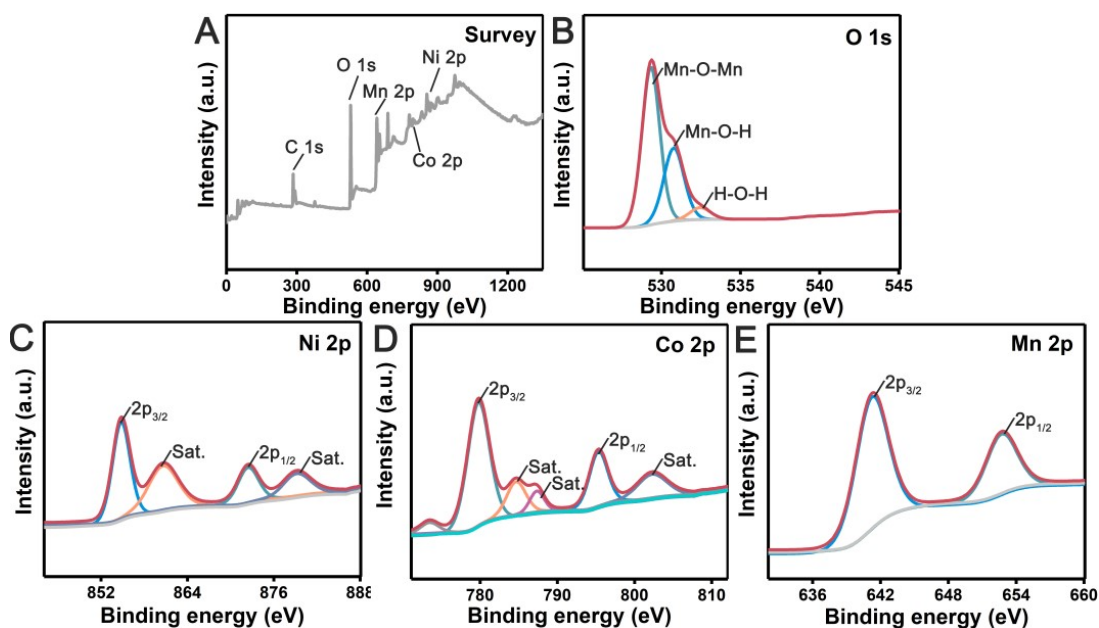 A
Survey
O 1s
Mn 2p
Ni 2p
C 1s
Co 2p
Intensity (a.u.)
0 300 600 900 1200
Binding energy (eV)
B
O 1s
Mn-O-Mn
Mn-O-H
H-O-H
Intensity (a.u.)
530 535 540 545
Binding energy (eV)
C
Ni 2p
2p3/2
Sat.
2p1/2
Sat.
Intensity (a.u.)
852 864 876 888
Binding energy (eV)
D
Co 2p
2p3/2
Sat.
Sat.
2p1/2
Sat.
Intensity (a.u.)
780 790 800 810
Binding energy (eV)
E
Mn 2p
2p3/2
2p1/2
Intensity (a.u.)
636 642 648 654 660
Binding energy (eV)